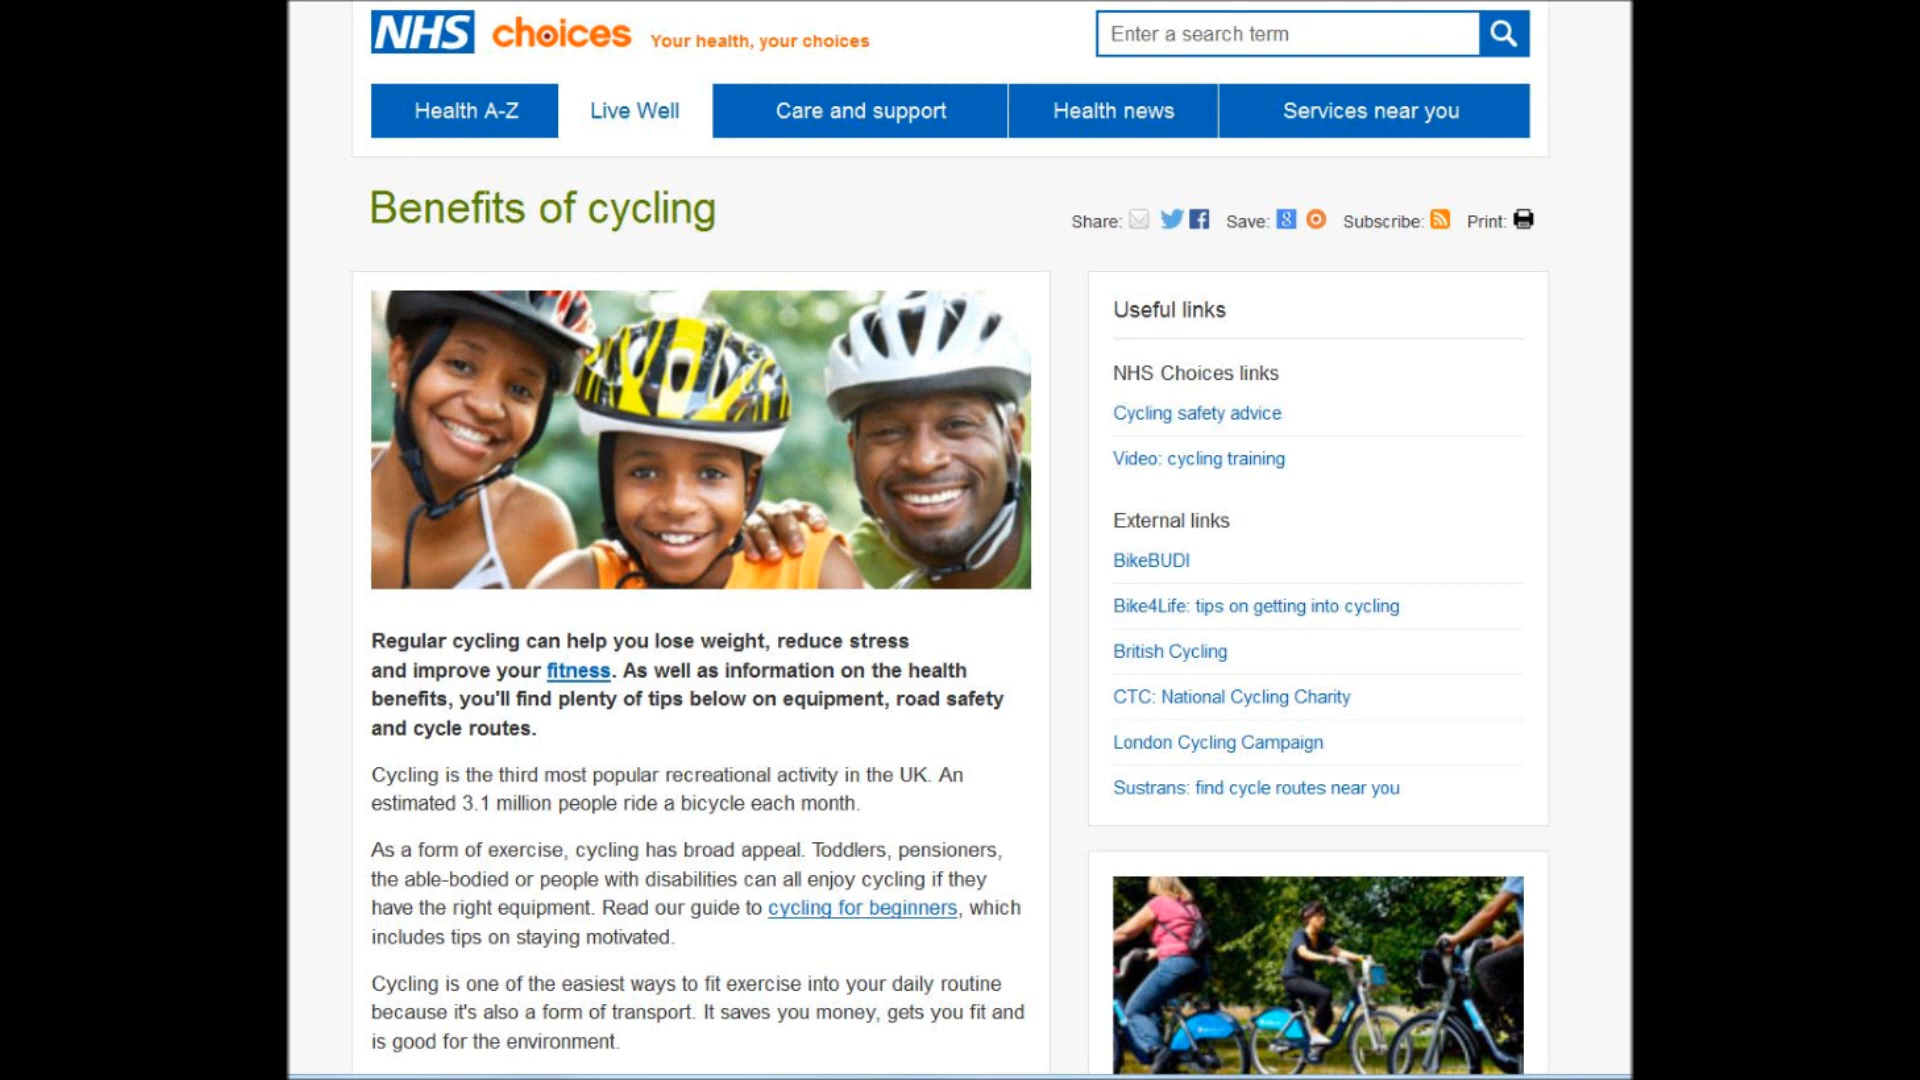 NHS choices Your health, your choices
Enter a search term
Health A-Z
Live Well
Care and support
Health news
Services near you
Benefits of cycling
Share:
Save: 8
Subscribe:
Print:
Regular cycling can help you lose weight, reduce stress
and improve your fitness. As well as information on the health
benefits, you'll find plenty of tips below on equipment, road safety
and cycle routes.
Cycling is the third most popular recreational activity in the UK. An
estimated 3.1 million people ride a bicycle each month.
As a form of exercise, cycling has broad appeal. Toddlers, pensioners,
the able-bodied or people with disabilities can all enjoy cycling if they
have the right equipment. Read our guide to cycling for beginners, which
includes tips on staying motivated.
Cycling is one of the easiest ways to fit exercise into your daily routine
because it's also a form of transport. It saves you money, gets you fit and
is good for the environment.
Useful links
NHS Choices links
Cycling safety advice
Video: cycling training
External links
BikeBUDI
Bike4Life: tips on getting into cycling
British Cycling
CTC: National Cycling Charity
London Cycling Campaign
Sustrans: find cycle routes near you